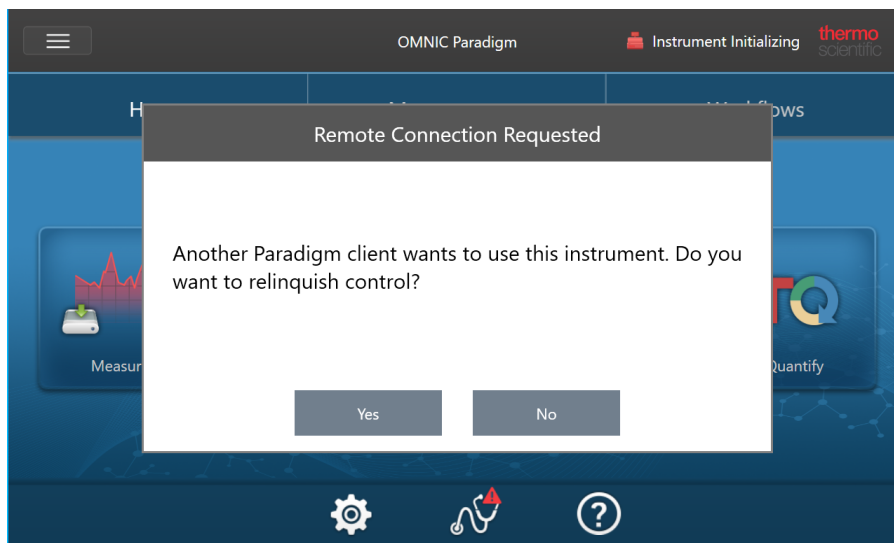 OMNIC Paradigm
Instrument Initializing
thermo
scientific
Remote Connection Requested
Another Paradigm client wants to use this instrument. Do you
want to relinquish control?
Yes
No